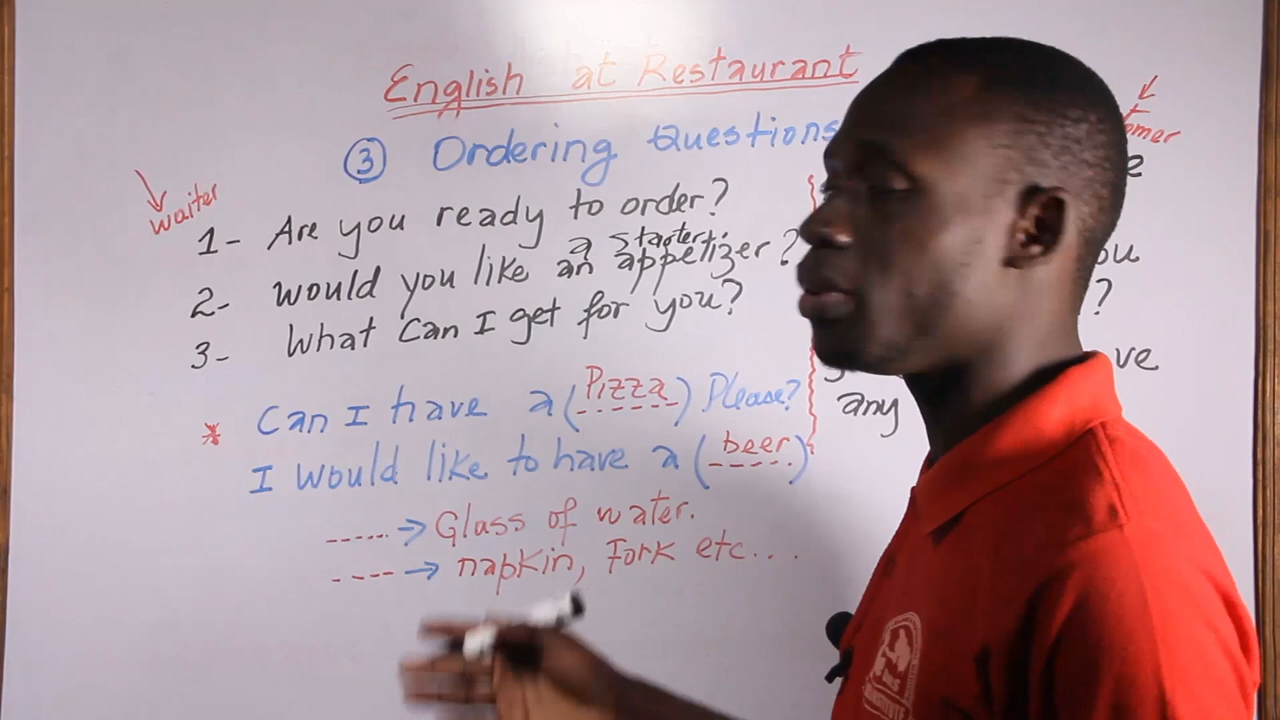 English at Restaurant
③ Ordering Questions
waiter
1- Are you ready to order?
a starter.
2- would you like an appetizer?
3- What Can I get for you?
* Can I have a (Pizza) Please?
I would like to have a (beer)
-----→ Glass of water.
----→ napkin, Fork etc...
any
INSTITUTE